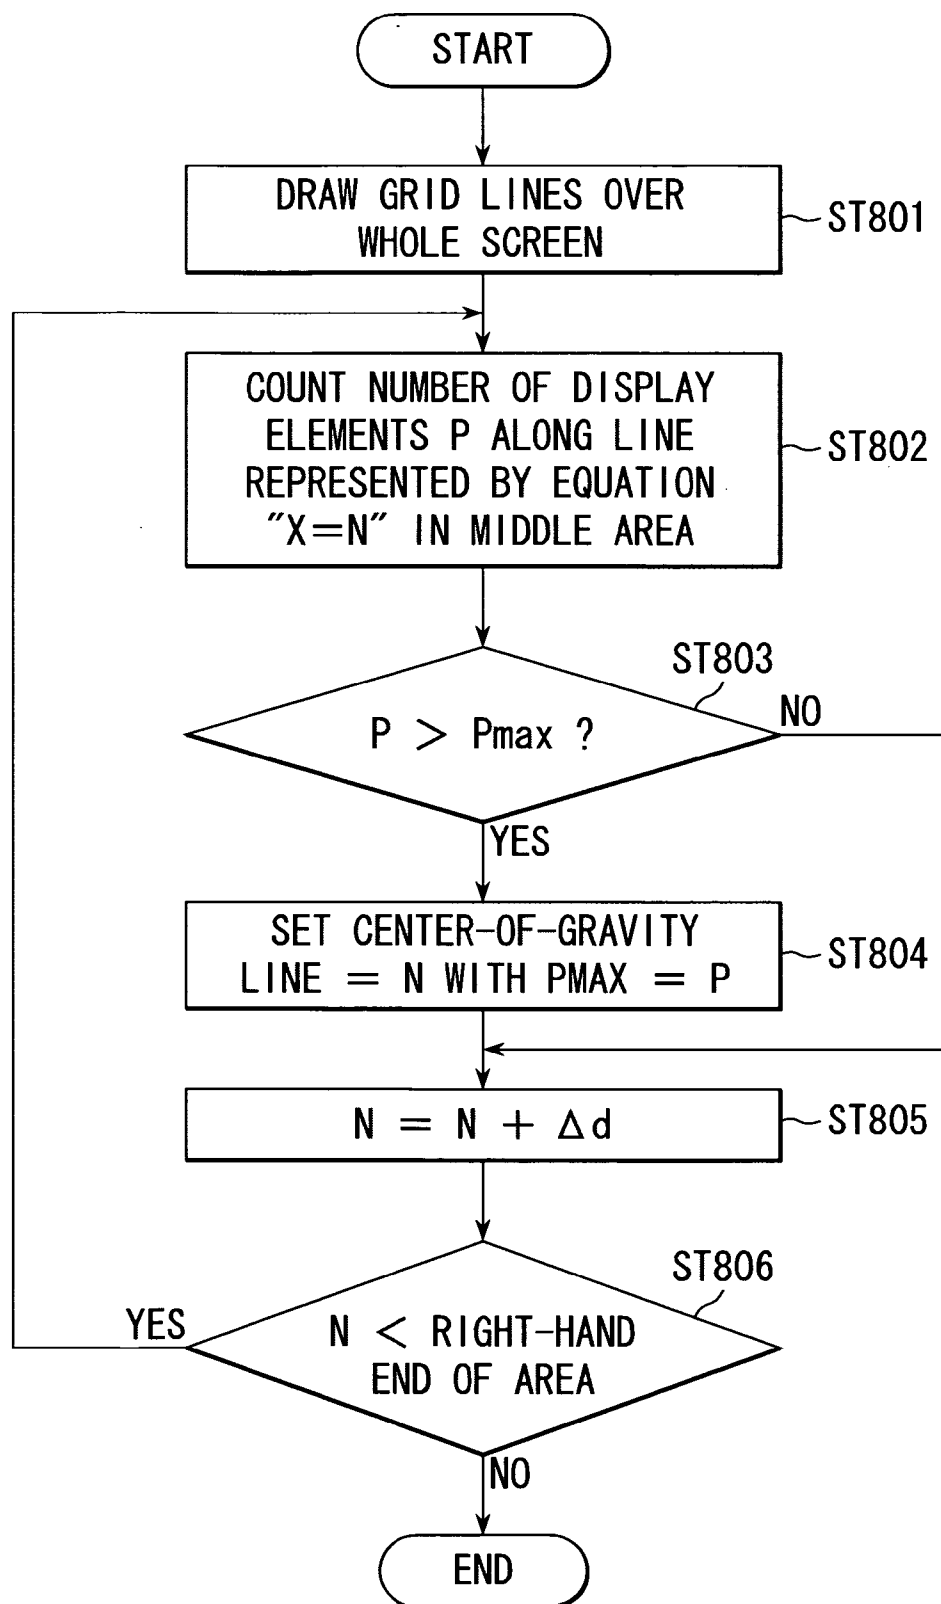 START
DRAW GRID LINES OVER
WHOLE SCREEN
ST801
COUNT NUMBER OF DISPLAY
ELEMENTS P ALONG LINE
REPRESENTED BY EQUATION
"X=N" IN MIDDLE AREA
ST802
ST803
P > Pmax ?
NO
YES
SET CENTER-OF-GRAVITY
LINE = N WITH PMAX = P
ST804
N = N + Δd
ST805
ST806
YES
N < RIGHT-HAND
END OF AREA
NO
END